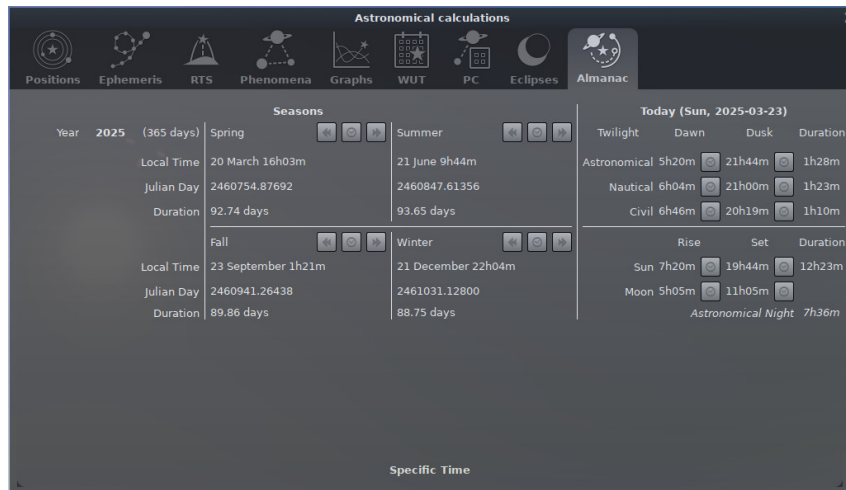 Astronomical calculations
Positions Ephemeris RTS Phenomena Graphs WUT PC Eclipses Almanac
Seasons
Year 2025 (365 days) Spring Summer
Local Time 20 March 16h03m 21 June 9h44m
Julian Day 2460754.87692 2460847.61356
Duration 92.74 days 93.65 days
Fall Winter
Local Time 23 September 1h21m 21 December 22h04m
Julian Day 2460941.26438 2461031.12800
Duration 89.86 days 88.75 days
Today (Sun, 2025-03-23)
Twilight Dawn Dusk Duration
Astronomical 5h20m 21h44m 1h28m
Nautical 6h04m 21h00m 1h23m
Civil 6h46m 20h19m 1h10m
Rise Set Duration
Sun 7h20m 19h44m 12h23m
Moon 5h05m 11h05m
Astronomical Night 7h36m
Specific Time